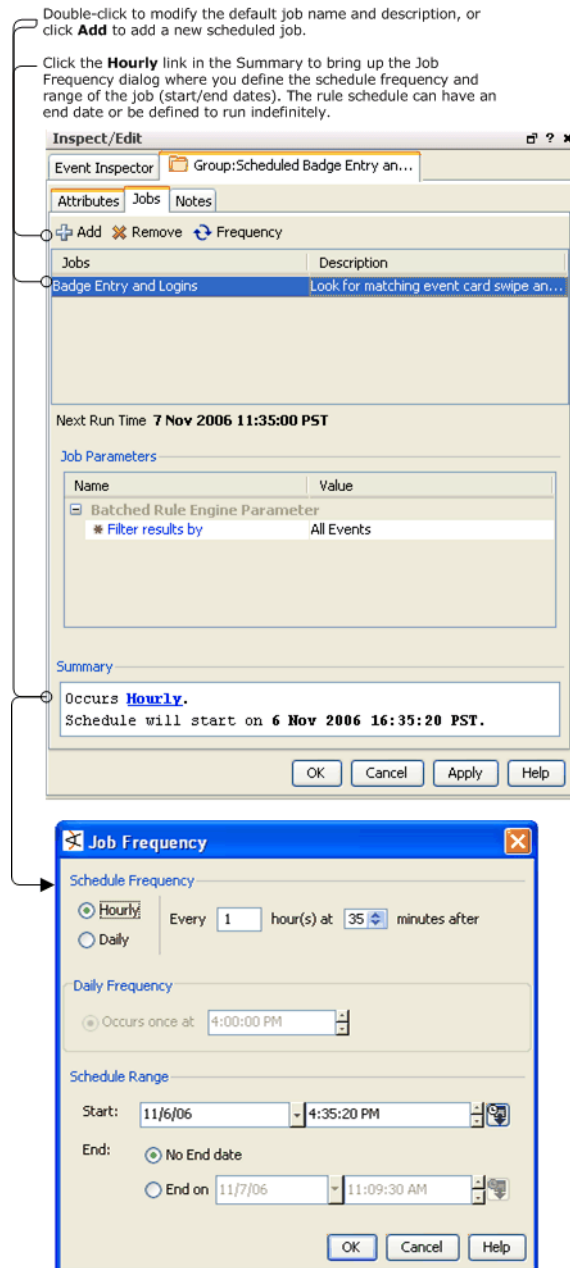 Double-click to modify the default job name and description, or
click Add to add a new scheduled job.
Click the Hourly link in the Summary to bring up the Job
Frequency dialog where you define the schedule frequency and
range of the job (start/end dates). The rule schedule can have an
end date or be defined to run indefinitely.
Inspect/Edit
Event Inspector Group:Scheduled Badge Entry an...
Attributes Jobs Notes
Add Remove Frequency
Jobs Description
Badge Entry and Logins Look for matching event card swipe an...
Next Run Time 7 Nov 2006 11:35:00 PST
Job Parameters
Name Value
Batched Rule Engine Parameter
Filter results by All Events
Summary
Occurs Hourly.
Schedule will start on 6 Nov 2006 16:35:20 PST.
OK Cancel Apply Help
Job Frequency
Schedule Frequency
Hourly Every 1 hour(s) at 35 minutes after
Daily
Daily Frequency
Occurs once at 4:00:00 PM
Schedule Range
Start: 11/6/06 4:35:20 PM
End: No End date
End on 11/7/06 11:09:30 AM
OK Cancel Help